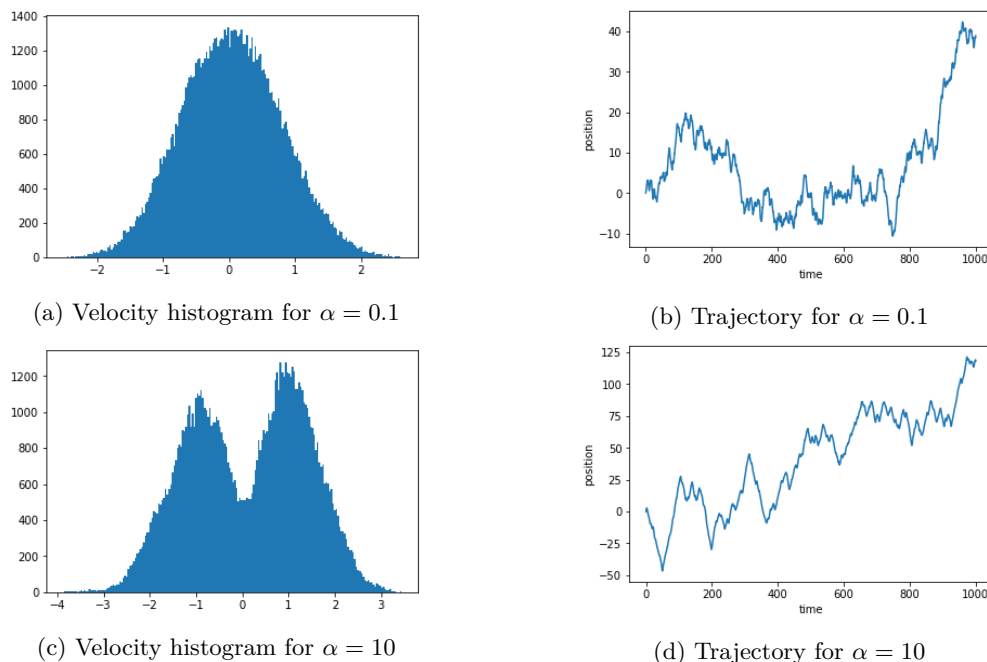 1400
1200
1000
800
600
400
200
0
−2 −1 0 1 2
(a) Velocity histogram for α = 0.1
40
30
20
10
0
−10
position
0 200 400 600 800 1000
time
(b) Trajectory for α = 0.1
1200
1000
800
600
400
200
0
−4 −3 −2 −1 0 1 2 3
(c) Velocity histogram for α = 10
125
100
75
50
25
0
−25
−50
position
0 200 400 600 800 1000
time
(d) Trajectory for α = 10